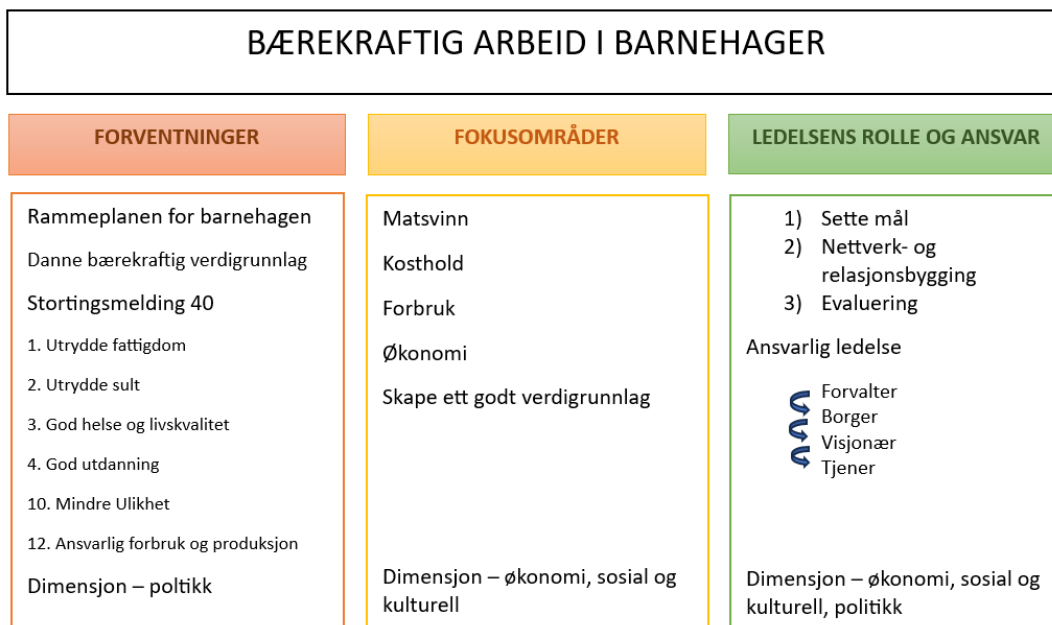 BÆREKRAFTIG ARBEID I BARNEHAGER
FORVENTNINGER
Rammeplanen for barnehagen
Danne bærekraftig verdigrunnlag
Stortingsmelding 40
1. Utrydde fattigdom
2. Utrydde sult
3. God helse og livskvalitet
4. God utdanning
10. Mindre Ulikhet
12. Ansvarlig forbruk og produksjon
Dimensjon – poltikk
FOKUSOMRÅDER
Matsvinn
Kosthold
Forbruk
Økonomi
Skape ett godt verdigrunnlag
Dimensjon – økonomi, sosial og
kulturell
LEDELSENS ROLLE OG ANSVAR
1) Sette mål
2) Nettverk- og
relasjonsbygging
3) Evaluering
Ansvarlig ledelse
Forvalter
Borger
Visjonær
Tjener
Dimensjon – økonomi, sosial og
kulturell, politikk